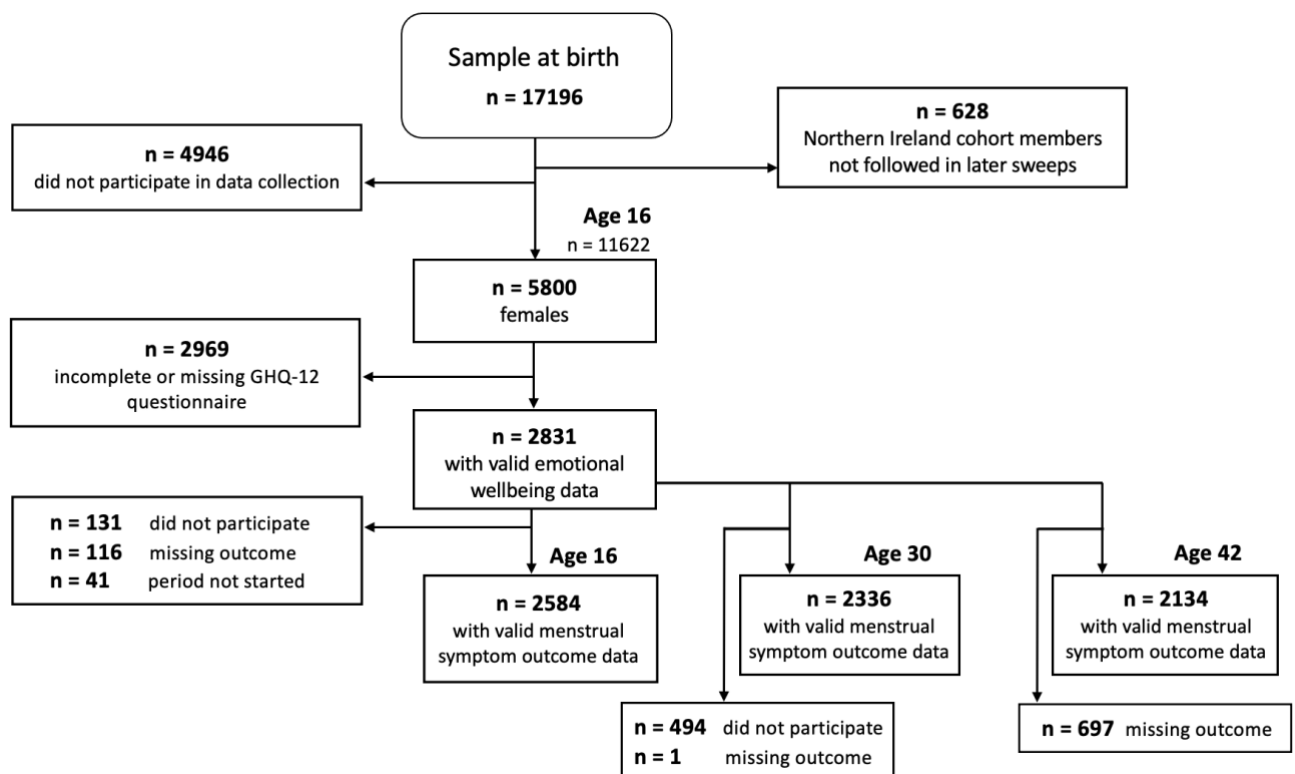 Sample at birth
n = 17196
n = 628
Northern Ireland cohort members
not followed in later sweeps
n = 4946
did not participate in data collection
Age 16
n = 11622
n = 5800
females
n = 2969
incomplete or missing GHQ-12
questionnaire
n = 2831
with valid emotional
wellbeing data
n = 131 did not participate
n = 116 missing outcome
n = 41 period not started
Age 16
n = 2584
with valid menstrual
symptom outcome data
Age 30
n = 2336
with valid menstrual
symptom outcome data
Age 42
n = 2134
with valid menstrual
symptom outcome data
n = 494 did not participate
n = 1 missing outcome
n = 697 missing outcome